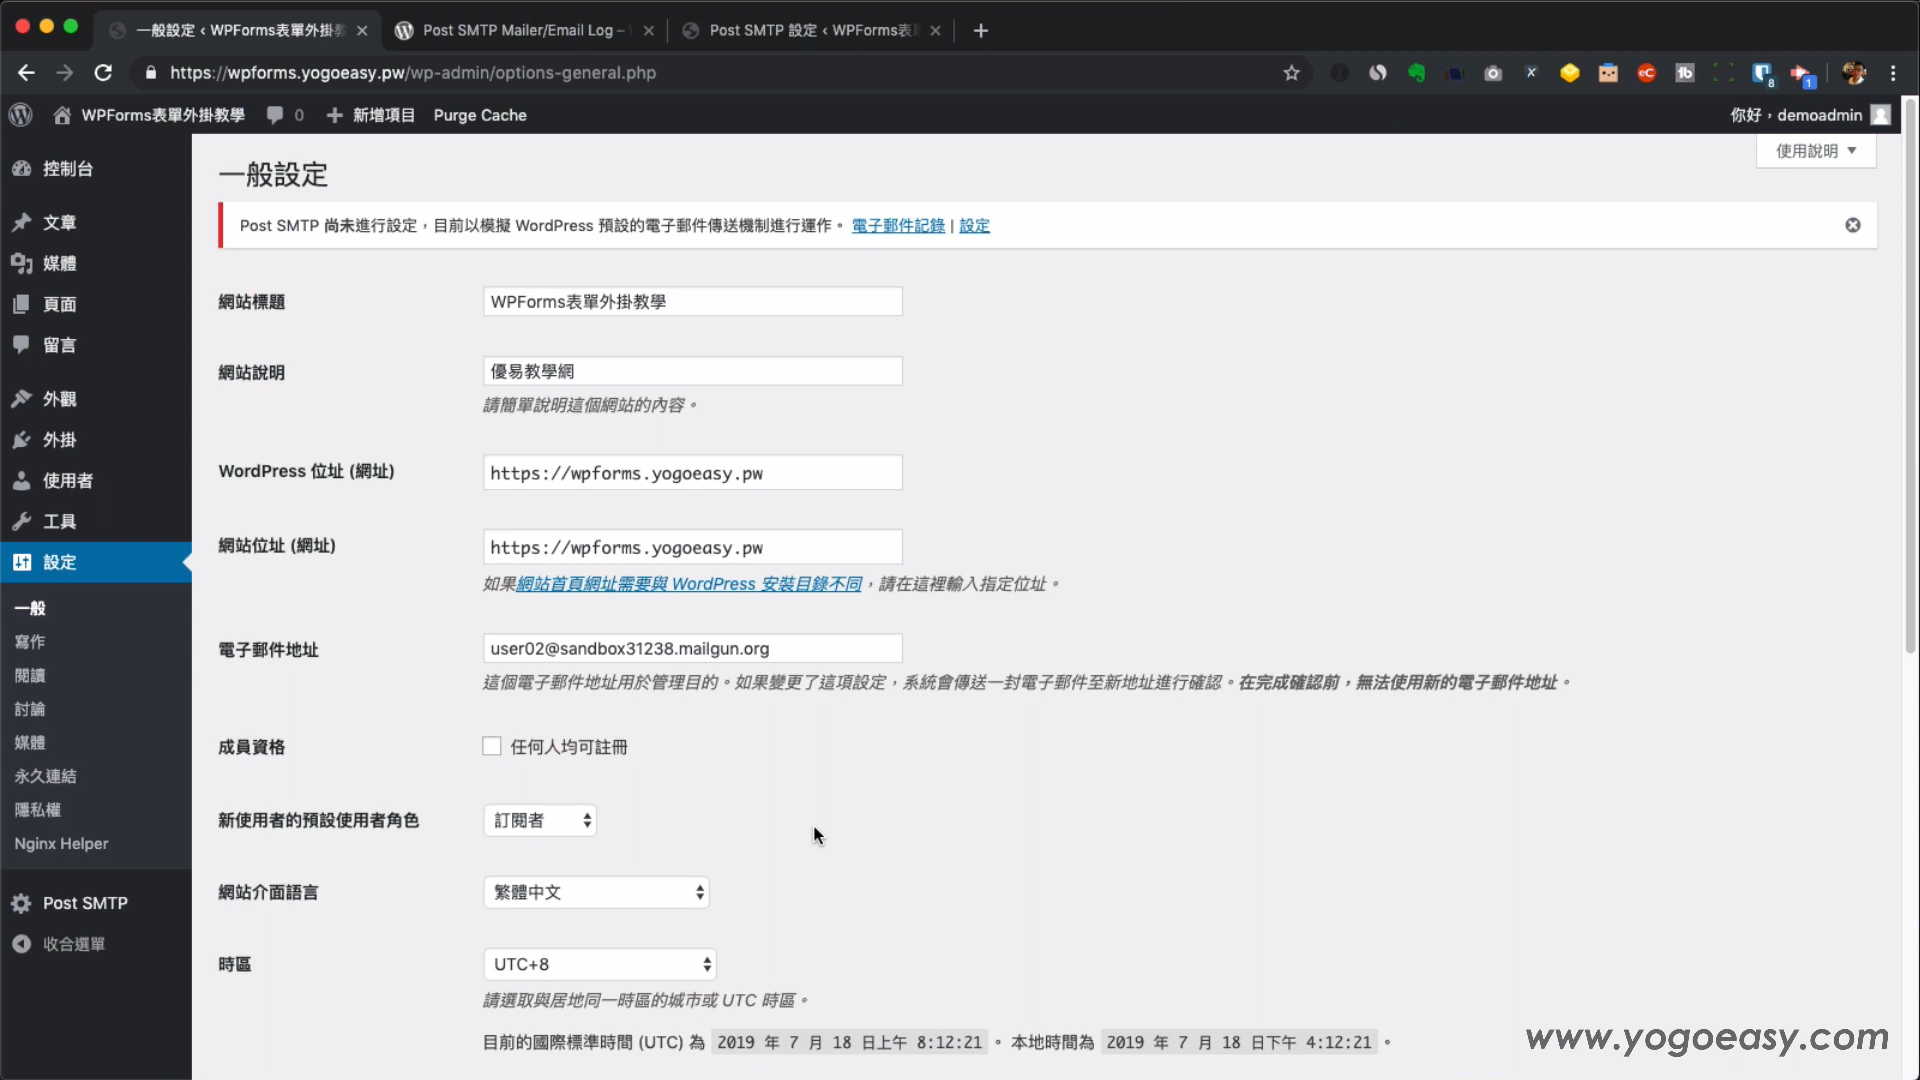 一般設定 ‹ WPForms表單外掛教
Post SMTP Mailer/Email Log –
Post SMTP 設定 ‹ WPForms表
https://wpforms.yogoeasy.pw/wp-admin/options-general.php
8
1
WPForms表單外掛教學
0
新增項目
Purge Cache
你好，demoadmin
控制台
文章
媒體
頁面
留言
外觀
外掛
使用者
工具
設定
一般
寫作
閱讀
討論
媒體
永久連結
隱私權
Nginx Helper
Post SMTP
收合選單
使用說明
一般設定
Post SMTP 尚未進行設定，目前以模擬 WordPress 預設的電子郵件傳送機制進行運作。 電子郵件記錄 | 設定
網站標題
WPForms表單外掛教學
網站說明
優易教學網
請簡單說明這個網站的內容。
WordPress 位址 (網址)
https://wpforms.yogoeasy.pw
網站位址 (網址)
https://wpforms.yogoeasy.pw
如果網站首頁網址需要與 WordPress 安裝目錄不同，請在這裡輸入指定位址。
電子郵件地址
user02@sandbox31238.mailgun.org
這個電子郵件地址用於管理目的。如果變更了這項設定，系統會傳送一封電子郵件至新地址進行確認。在完成確認前，無法使用新的電子郵件地址。
成員資格
任何人均可註冊
新使用者的預設使用者角色
訂閱者
網站介面語言
繁體中文
時區
UTC+8
請選取與居地同一時區的城市或 UTC 時區。
目前的國際標準時間 (UTC) 為 2019 年 7 月 18 日上午 8:12:21 。 本地時間為 2019 年 7 月 18 日下午 4:12:21 。
www.yogoeasy.com